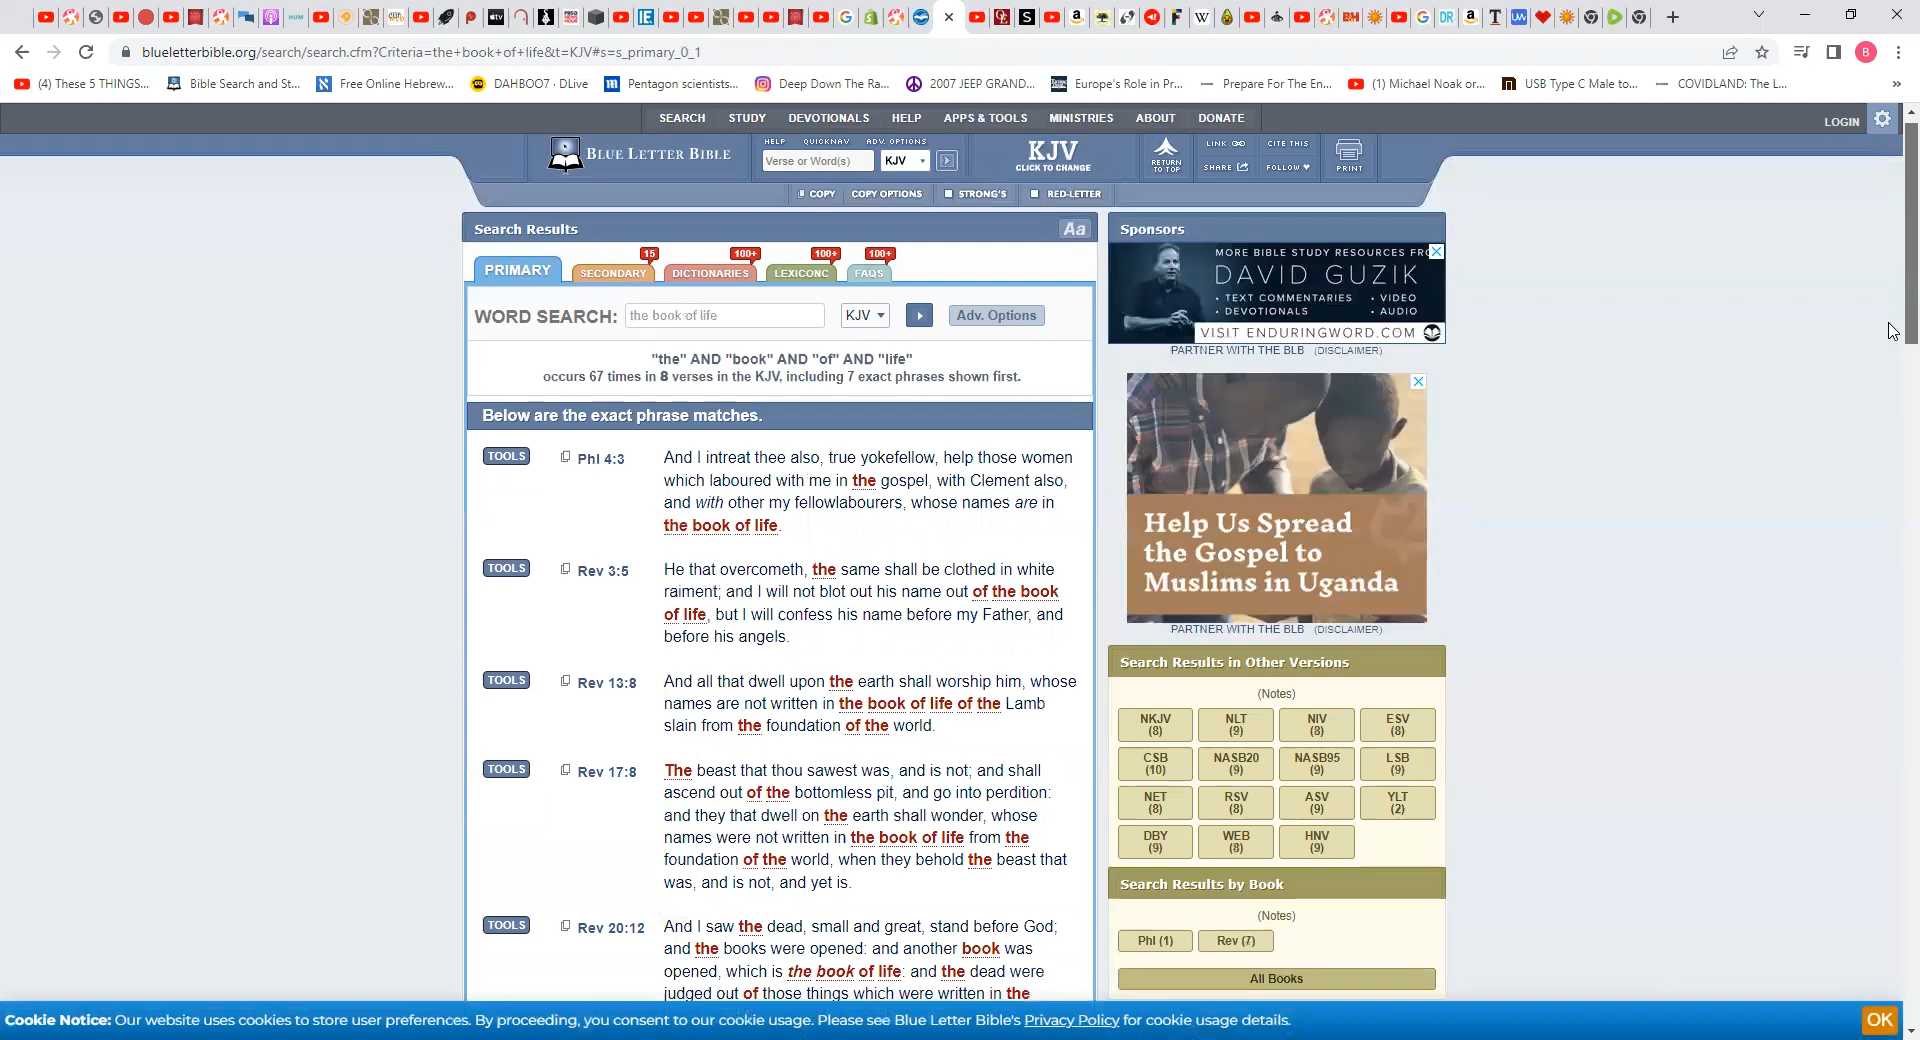 blueletterbible.org/search/search.cfm?Criteria=the+book+of+life&t=KJV#s=s_primary_0_1
B
(4) These 5 THINGS... Bible Search and St... Free Online Hebrew... DAHBOO7 · DLive Pentagon scientists... Deep Down The Ra... 2007 JEEP GRAND... Europe's Role in Pr... Prepare For The En... (1) Michael Noak or... USB Type C Male to... COVIDLAND: The L... »
SEARCH STUDY DEVOTIONALS HELP APPS & TOOLS MINISTRIES ABOUT DONATE
LOGIN
BLUE LETTER BIBLE
HELP QUICKNAV ADV. OPTIONS
Verse or Word(s) KJV
KJV
CLICK TO CHANGE
RETURN TO TOP
LINK CITE THIS
SHARE FOLLOW
PRINT
COPY COPY OPTIONS STRONG'S RED-LETTER
Search Results Aa
15 100+ 100+ 100+
PRIMARY SECONDARY DICTIONARIES LEXICONC FAQS
WORD SEARCH: the book of life KJV Adv. Options
"the" AND "book" AND "of" AND "life"
occurs 67 times in 8 verses in the KJV, including 7 exact phrases shown first.
Below are the exact phrase matches.
TOOLS Phl 4:3 And I intreat thee also, true yokefellow, help those women
which laboured with me in the gospel, with Clement also,
and with other my fellowlabourers, whose names are in
the book of life.
TOOLS Rev 3:5 He that overcometh, the same shall be clothed in white
raiment; and I will not blot out his name out of the book
of life, but I will confess his name before my Father, and
before his angels.
TOOLS Rev 13:8 And all that dwell upon the earth shall worship him, whose
names are not written in the book of life of the Lamb
slain from the foundation of the world.
TOOLS Rev 17:8 The beast that thou sawest was, and is not; and shall
ascend out of the bottomless pit, and go into perdition:
and they that dwell on the earth shall wonder, whose
names were not written in the book of life from the
foundation of the world, when they behold the beast that
was, and is not, and yet is.
TOOLS Rev 20:12 And I saw the dead, small and great, stand before God;
and the books were opened: and another book was
opened, which is the book of life: and the dead were
judged out of those things which were written in the
Sponsors
MORE BIBLE STUDY RESOURCES FR
DAVID GUZIK
• TEXT COMMENTARIES • VIDEO
• DEVOTIONALS • AUDIO
VISIT ENDURINGWORD.COM
PARTNER WITH THE BLB (DISCLAIMER)
Help Us Spread
the Gospel to
Muslims in Uganda
PARTNER WITH THE BLB (DISCLAIMER)
Search Results in Other Versions
(Notes)
NKJV (8) NLT (9) NIV (8) ESV (8)
CSB (10) NASB20 (9) NASB95 (9) LSB (9)
NET (8) RSV (8) ASV (9) YLT (2)
DBY (9) WEB (8) HNV (9)
Search Results by Book
(Notes)
Phl (1) Rev (7)
All Books
Cookie Notice: Our website uses cookies to store user preferences. By proceeding, you consent to our cookie usage. Please see Blue Letter Bible's Privacy Policy for cookie usage details.
OK